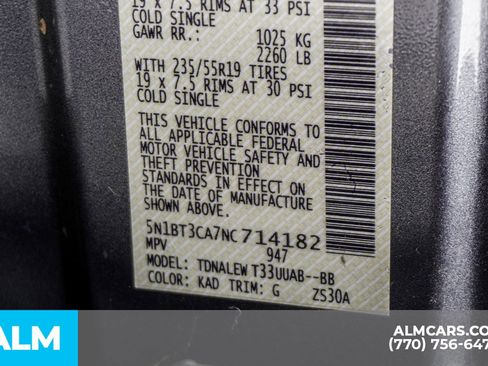 19 X 7.5 RIMS AT 33 PSI
COLD SINGLE
GAWR RR.: 1025 KG
2260 LB
WITH 235/55R19 TIRES
19 X 7.5 RIMS AT 30 PSI
COLD SINGLE
THIS VEHICLE CONFORMS TO
ALL APPLICABLE FEDERAL
MOTOR VEHICLE SAFETY AND
THEFT PREVENTION
STANDARDS IN EFFECT ON
THE DATE OF MANUFACTURE
SHOWN ABOVE.
5N1BT3CA7NC714182
MPV 947
MODEL: TDNALEW T33UUAB--BB
COLOR: KAD TRIM: G ZS30A
ALM
ALMCARS.CO
(770) 756-647